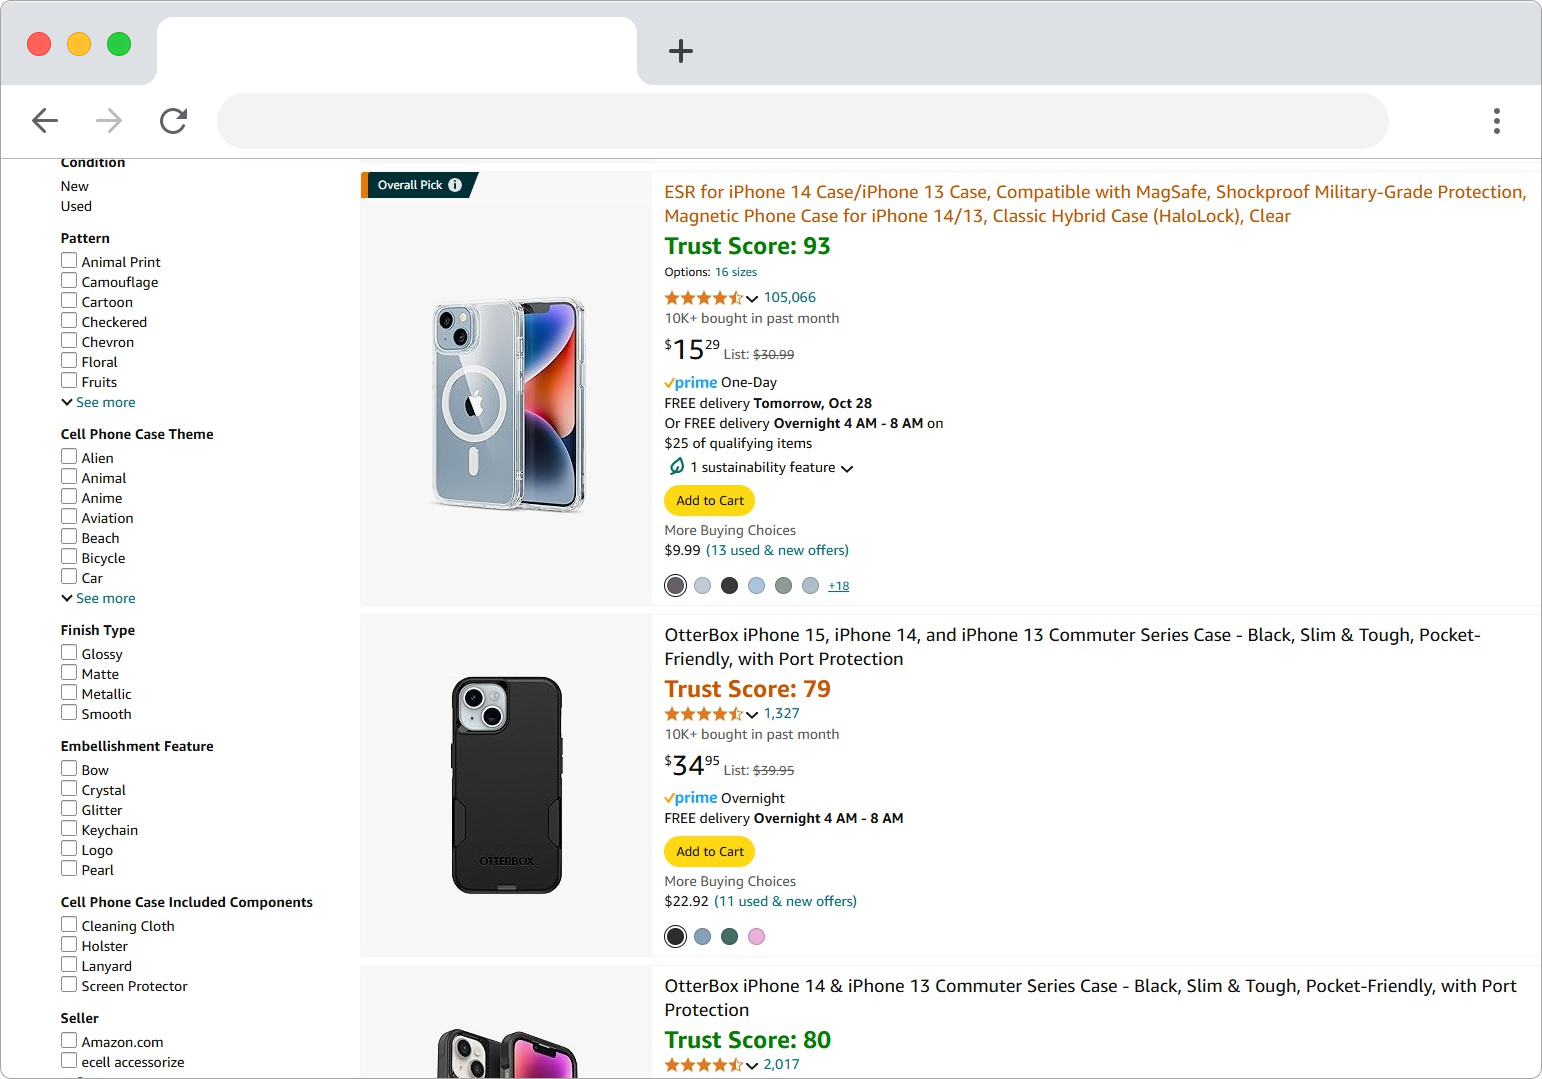 Condition
New
Used
Pattern
Animal Print
Camouflage
Cartoon
Checkered
Chevron
Floral
Fruits
See more
Cell Phone Case Theme
Alien
Animal
Anime
Aviation
Beach
Bicycle
Car
See more
Finish Type
Glossy
Matte
Metallic
Smooth
Embellishment Feature
Bow
Crystal
Glitter
Keychain
Logo
Pearl
Cell Phone Case Included Components
Cleaning Cloth
Holster
Lanyard
Screen Protector
Seller
Amazon.com
ecell accessorize
Overall Pick
ESR for iPhone 14 Case/iPhone 13 Case, Compatible with MagSafe, Shockproof Military-Grade Protection,
Magnetic Phone Case for iPhone 14/13, Classic Hybrid Case (HaloLock), Clear
Trust Score: 93
Options: 16 sizes
105,066
10K+ bought in past month
$15.29 List: $30.99
prime One-Day
FREE delivery Tomorrow, Oct 28
Or FREE delivery Overnight 4 AM - 8 AM on
$25 of qualifying items
1 sustainability feature
Add to Cart
More Buying Choices
$9.99 (13 used & new offers)
+18
OTTERBOX
OtterBox iPhone 15, iPhone 14, and iPhone 13 Commuter Series Case - Black, Slim & Tough, Pocket-
Friendly, with Port Protection
Trust Score: 79
1,327
10K+ bought in past month
$34.95 List: $39.95
prime Overnight
FREE delivery Overnight 4 AM - 8 AM
Add to Cart
More Buying Choices
$22.92 (11 used & new offers)
OtterBox iPhone 14 & iPhone 13 Commuter Series Case - Black, Slim & Tough, Pocket-Friendly, with Port
Protection
Trust Score: 80
2,017